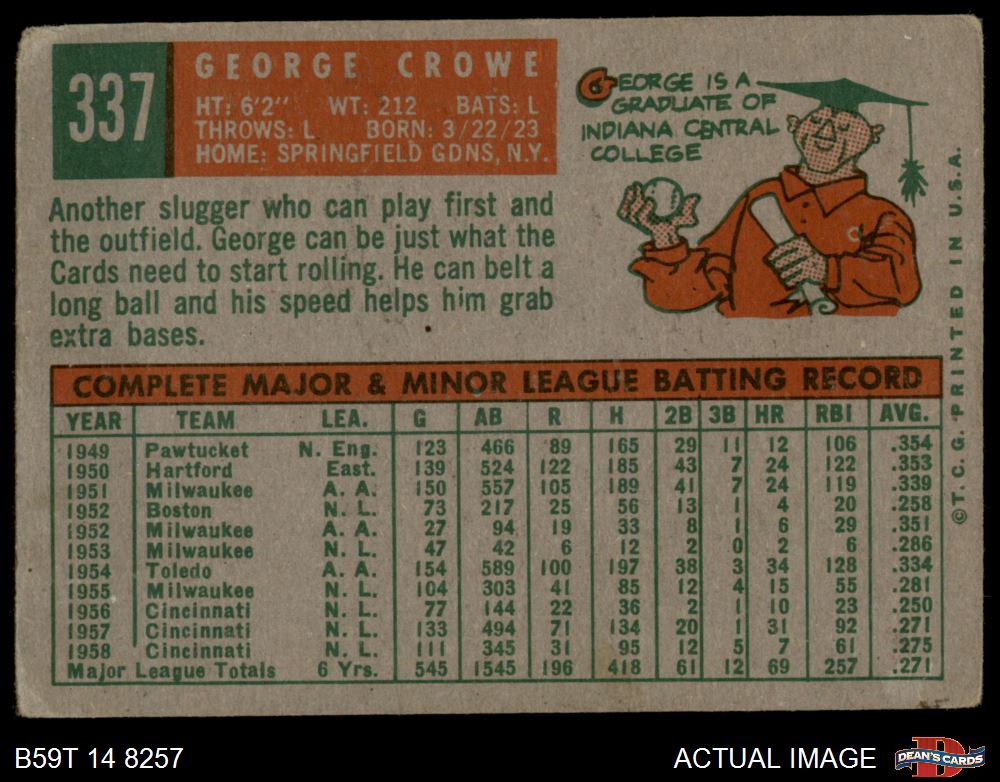 337
GEORGE CROWE
HT: 6'2" WT: 212 BATS: L
THROWS: L BORN: 3/22/23
HOME: SPRINGFIELD GDNS, N.Y.
GEORGE IS A
GRADUATE OF
INDIANA CENTRAL
COLLEGE
Another slugger who can play first and
the outfield. George can be just what the
Cards need to start rolling. He can belt a
long ball and his speed helps him grab
extra bases.
COMPLETE MAJOR & MINOR LEAGUE BATTING RECORD
YEAR TEAM LEA. G AB R H 2B 3B HR RBI AVG.
1949 Pawtucket N. Eng. 123 466 89 165 29 11 12 106 .354
1950 Hartford East. 139 524 122 185 43 7 24 122 .353
1951 Milwaukee A. A. 150 557 105 189 41 7 24 119 .339
1952 Boston N. L. 73 217 25 56 13 1 4 20 .258
1952 Milwaukee A. A. 27 94 19 33 8 1 6 29 .351
1953 Milwaukee N. L. 47 42 6 12 2 0 2 6 .286
1954 Toledo A. A. 154 589 100 197 38 3 34 128 .334
1955 Milwaukee N. L. 104 303 41 85 12 4 15 55 .281
1956 Cincinnati N. L. 77 144 22 36 2 1 10 23 .250
1957 Cincinnati N. L. 133 494 71 134 20 1 31 92 .271
1958 Cincinnati N. L. 111 345 31 95 12 5 7 61 .275
Major League Totals 6 Yrs. 545 1545 196 418 61 12 69 257 .271
©T. C. G. PRINTED IN U.S.A.
B59T 14 8257
ACTUAL IMAGE
D
DEAN'S CARDS